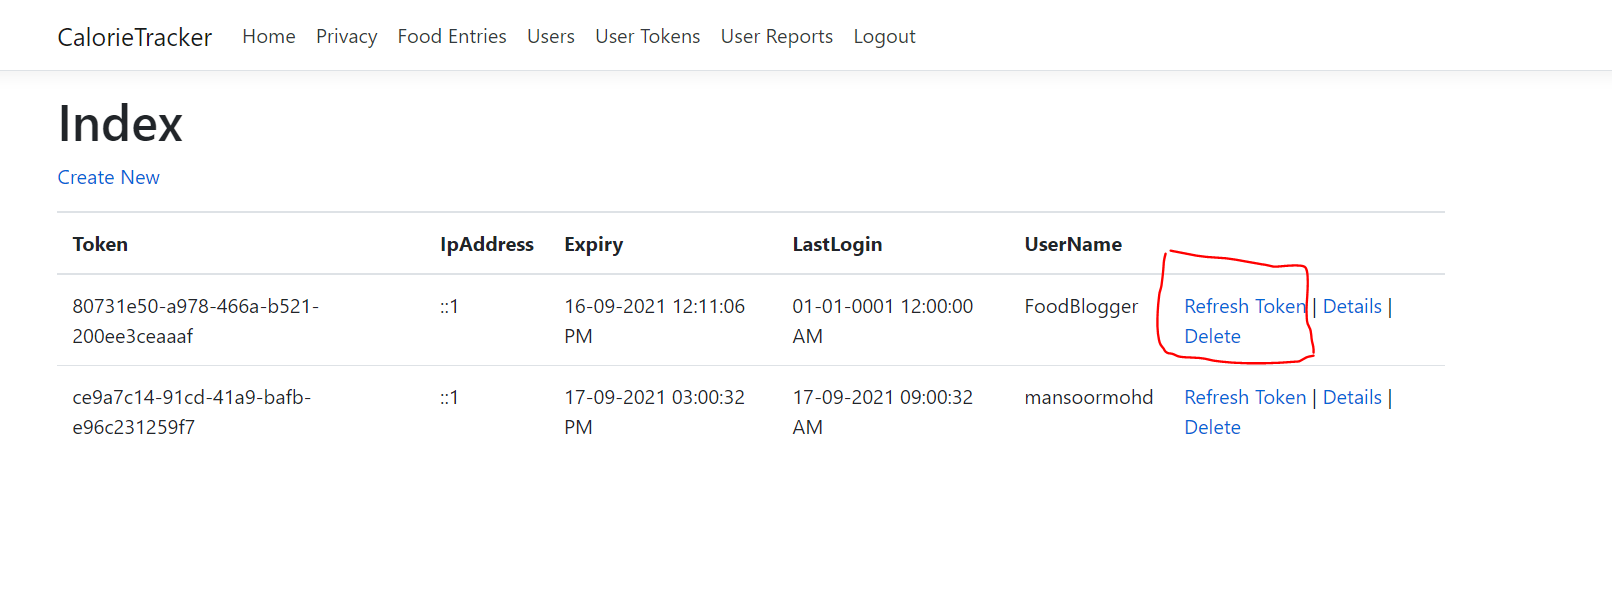 CalorieTracker Home Privacy Food Entries Users User Tokens User Reports Logout
Index
Create New
Token IpAddress Expiry LastLogin UserName
80731e50-a978-466a-b521- ::1 16-09-2021 12:11:06 01-01-0001 12:00:00 FoodBlogger Refresh Token | Details |
200ee3ceaaaf PM AM Delete
ce9a7c14-91cd-41a9-bafb- ::1 17-09-2021 03:00:32 17-09-2021 09:00:32 mansoormohd Refresh Token | Details |
e96c231259f7 PM AM Delete